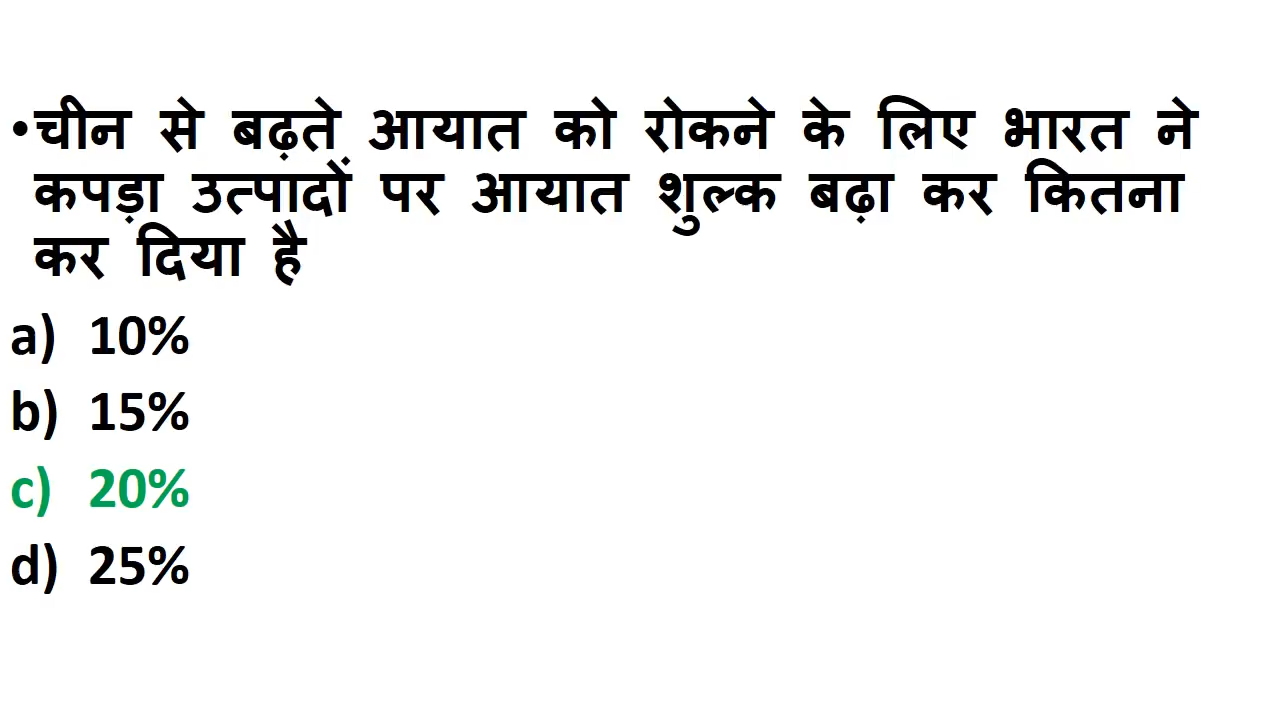 •चीन से बढ़ते आयात को रोकने के लिए भारत ने
कपड़ा उत्पादों पर आयात शुल्क बढ़ा कर कितना
कर दिया है
a) 10%
b) 15%
c) 20%
d) 25%